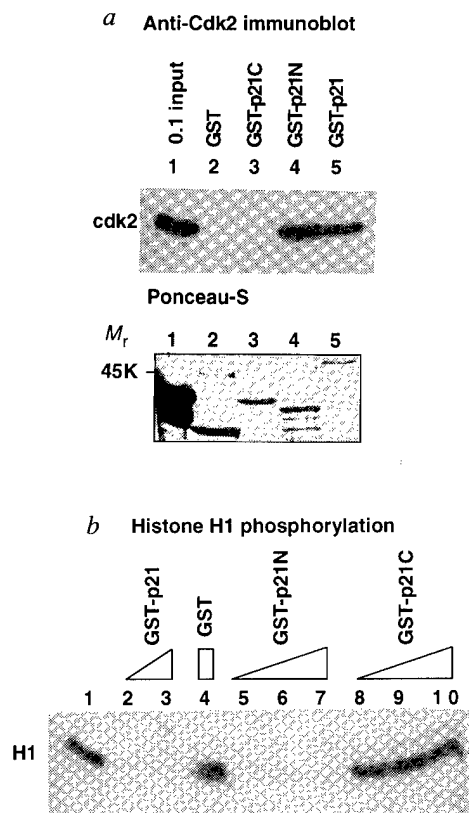 a Anti-Cdk2 immunoblot
0.1 input
GST
GST-p21C
GST-p21N
GST-p21
1 2 3 4 5
cdk2
Ponceau-S
Mr 1 2 3 4 5
45K
b Histone H1 phosphorylation
GST-p21
GST
GST-p21N
GST-p21C
1 2 3 4 5 6 7 8 9 10
H1